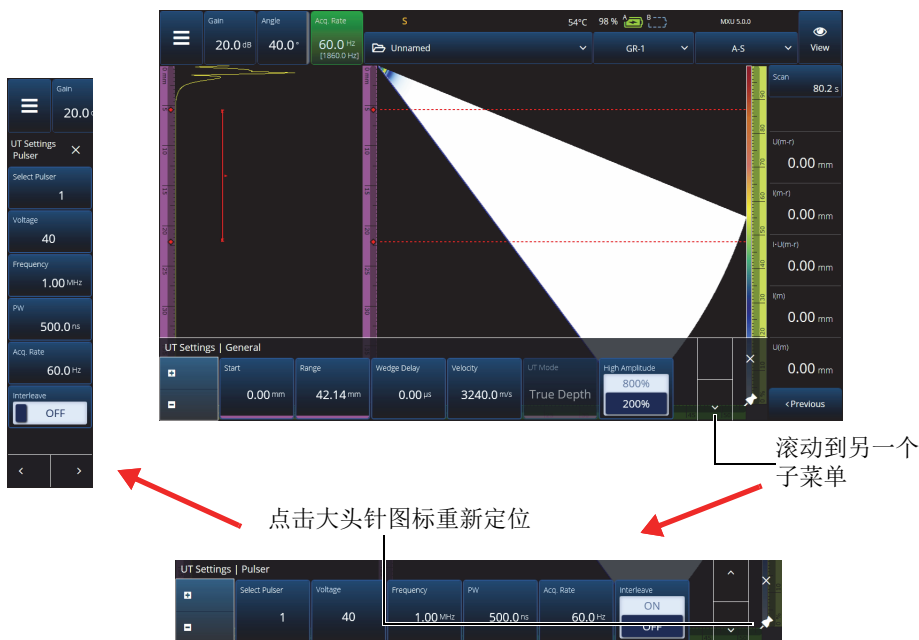 Gain
Angle
Acq. Rate
S
54°C
98 %
A
B
MXU 5.0.0
20.0 dB
40.0 °
60.0 Hz
[1860.0 Hz]
Unnamed
GR-1
A-S
View
Scan
80.2 s
U(m-r)
0.00 mm
I(m-r)
0.00 mm
I-U(m-r)
0.00 mm
I(m)
0.00 mm
U(m)
0.00 mm
<Previous
UT Settings | General
Start
0.00 mm
Range
42.14 mm
Wedge Delay
0.00 µs
Velocity
3240.0 m/s
UT Mode
True Depth
High Amplitude
800%
200%
Gain
20.0
UT Settings
Pulser
Select Pulser
1
Voltage
40
Frequency
1.00 MHz
PW
500.0 ns
Acq. Rate
60.0 Hz
Interleave
OFF
滚动到另一个
子菜单
点击大头针图标重新定位
UT Settings | Pulser
Select Pulser
1
Voltage
40
Frequency
1.00 MHz
PW
500.0 ns
Acq. Rate
60.0 Hz
Interleave
ON
OFF